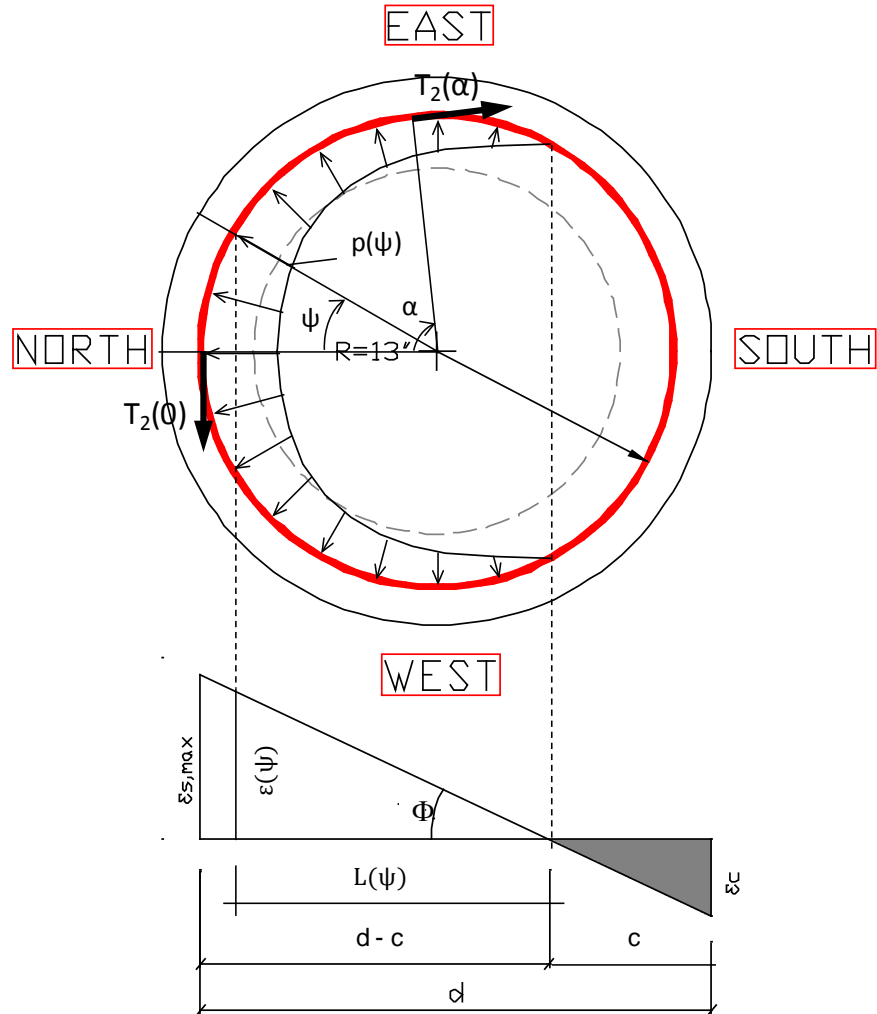 EAST
T₂(α)
p(ψ)
ψ
α
NORTH
R=13"
SOUTH
T₂(0)
WEST
εs,max
ε(ψ)
Φ
εc
L(ψ)
d - c
c
d